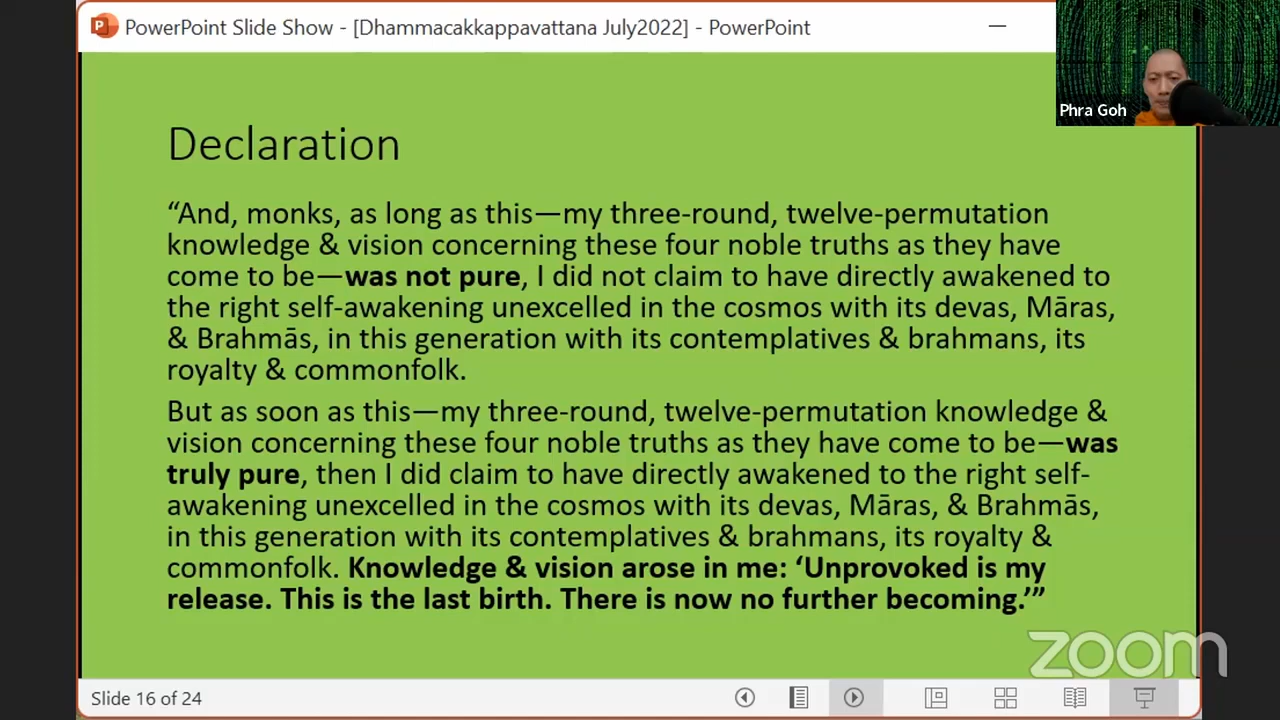 PowerPoint Slide Show - [Dhammacakkappavattana July2022] - PowerPoint
Phra Goh
Declaration
“And, monks, as long as this—my three-round, twelve-permutation
knowledge & vision concerning these four noble truths as they have
come to be—was not pure, I did not claim to have directly awakened to
the right self-awakening unexcelled in the cosmos with its devas, Māras,
& Brahmās, in this generation with its contemplatives & brahmans, its
royalty & commonfolk.
But as soon as this—my three-round, twelve-permutation knowledge &
vision concerning these four noble truths as they have come to be—was
truly pure, then I did claim to have directly awakened to the right self-
awakening unexcelled in the cosmos with its devas, Māras, & Brahmās,
in this generation with its contemplatives & brahmans, its royalty &
commonfolk. Knowledge & vision arose in me: ‘Unprovoked is my
release. This is the last birth. There is now no further becoming.’”
zoom
Slide 16 of 24